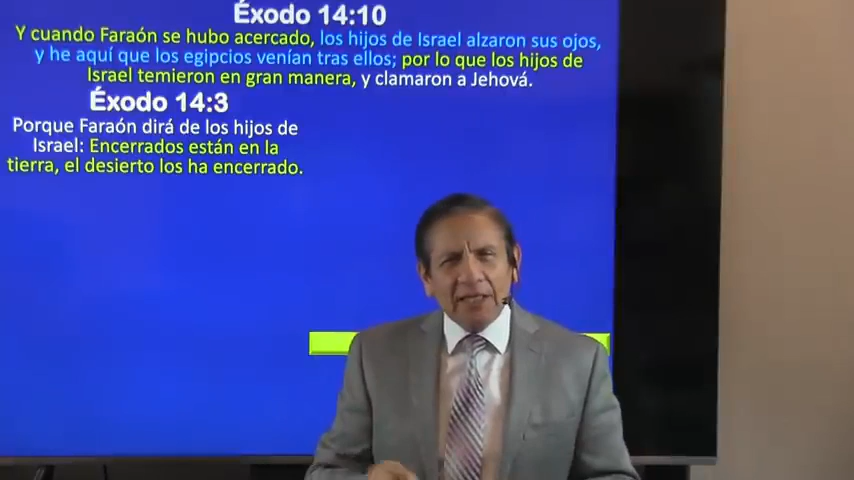 Éxodo 14:10
Y cuando Faraón se hubo acercado, los hijos de Israel alzaron sus ojos,
y he aquí que los egipcios venían tras ellos; por lo que los hijos de
Israel temieron en gran manera, y clamaron a Jehová.
Éxodo 14:3
Porque Faraón dirá de los hijos de
Israel: Encerrados están en la
tierra, el desierto los ha encerrado.